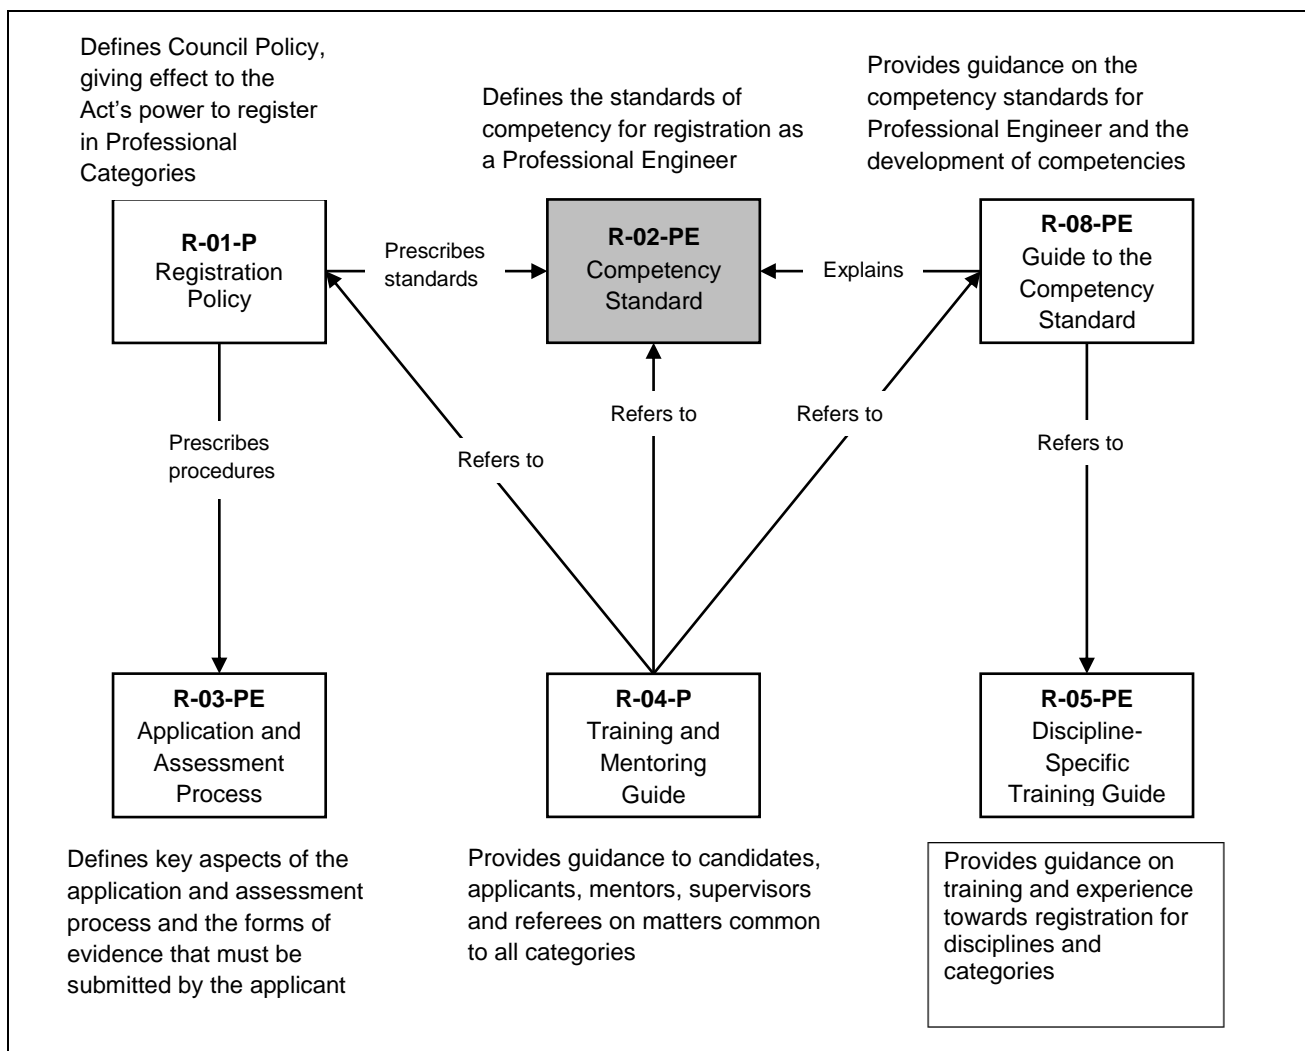 Defines Council Policy,
giving effect to the
Act's power to register
in Professional
Categories
Defines the standards of
competency for registration as
a Professional Engineer
Provides guidance on the
competency standards for
Professional Engineer and the
development of competencies
R-01-P
Registration
Policy
Prescribes
standards
R-02-PE
Competency
Standard
Explains
R-08-PE
Guide to the
Competency
Standard
Prescribes
procedures
Refers to
Refers to
Refers to
Refers to
R-03-PE
Application and
Assessment
Process
R-04-P
Training and
Mentoring
Guide
R-05-PE
Discipline-
Specific
Training Guide
Defines key aspects of the
application and assessment
process and the forms of
evidence that must be
submitted by the applicant
Provides guidance to candidates,
applicants, mentors, supervisors
and referees on matters common
to all categories
Provides guidance on
training and experience
towards registration for
disciplines and
categories